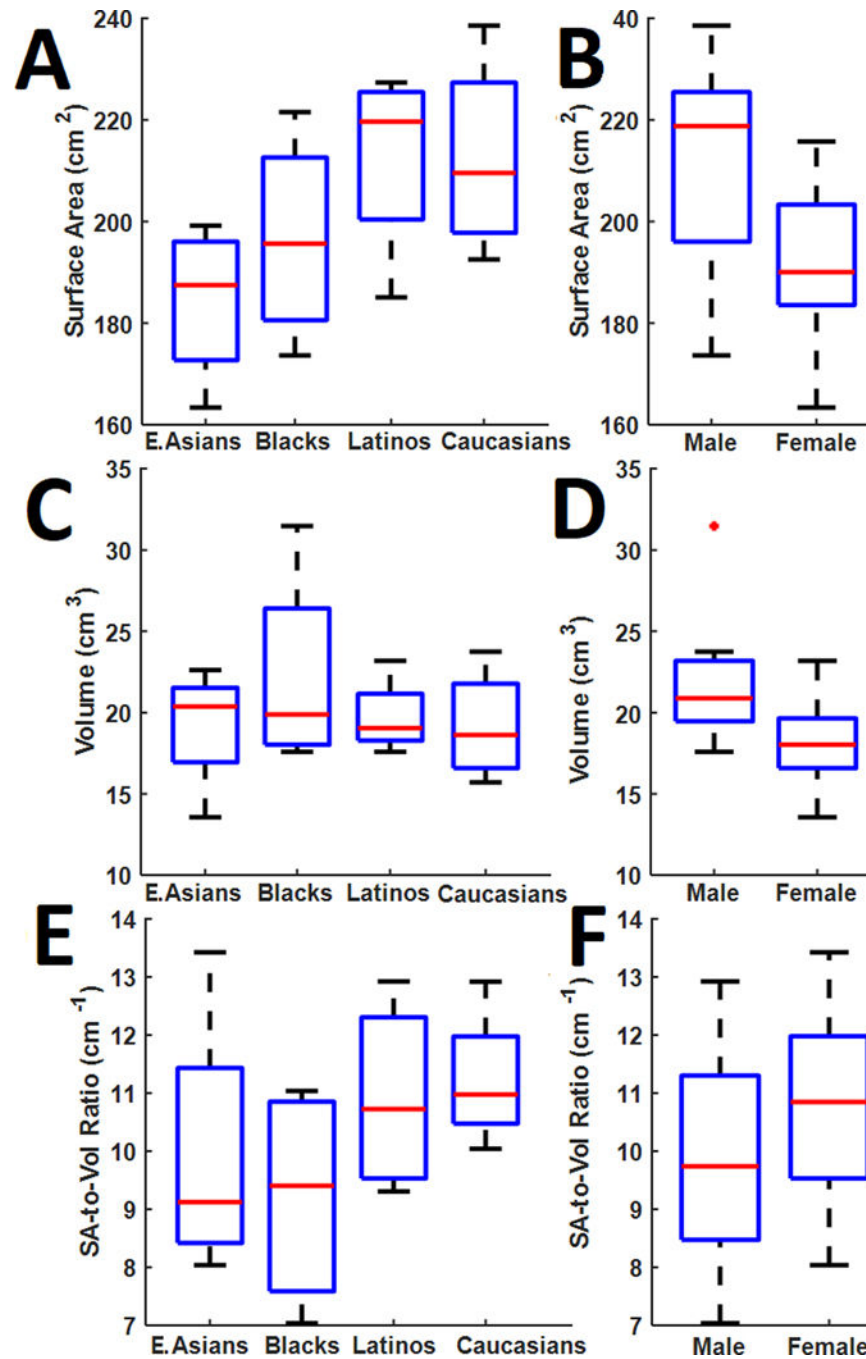 A
Surface Area (cm²)
240
220
200
180
160
E.Asians Blacks Latinos Caucasians
B
Surface Area (cm²)
40
220
200
180
160
Male Female
C
Volume (cm³)
35
30
25
20
15
10
E.Asians Blacks Latinos Caucasians
D
Volume (cm³)
35
30
25
20
15
10
Male Female
E
SA-to-Vol Ratio (cm⁻¹)
14
13
12
11
10
9
8
7
E.Asians Blacks Latinos Caucasians
F
SA-to-Vol Ratio (cm⁻¹)
14
13
12
11
10
9
8
7
Male Female